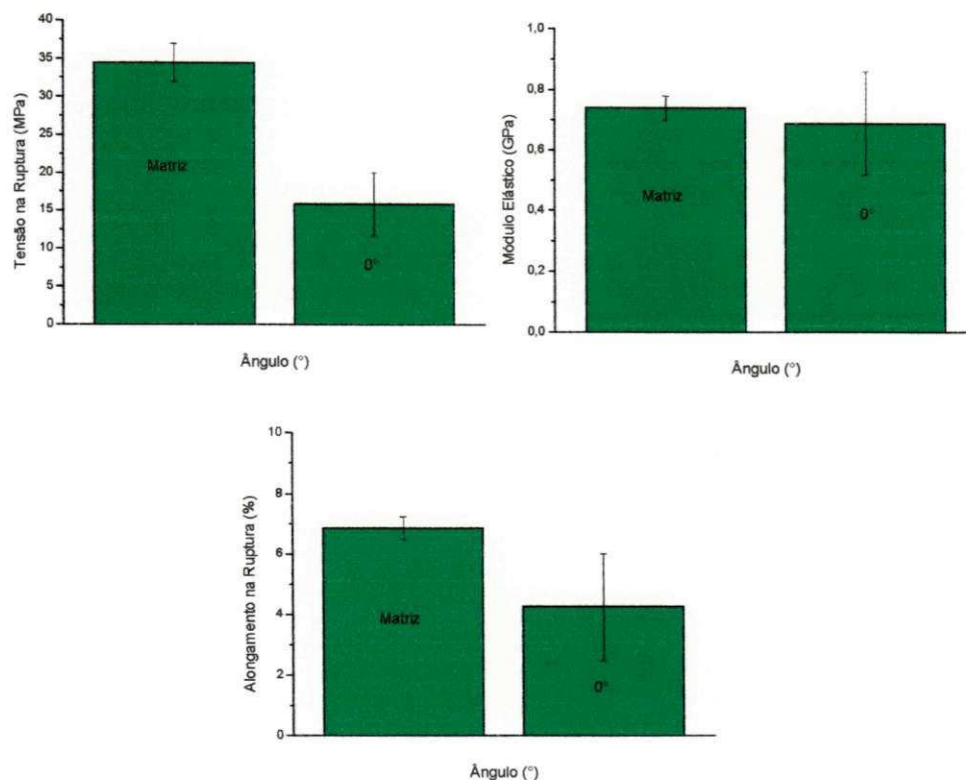 Tensão na Ruptura (MPa)
40
35
30
25
20
15
10
5
0
Matriz
0°
Ângulo (°)
Módulo Elástico (GPa)
1,0
0,8
0,6
0,4
0,2
0,0
Matriz
0°
Ângulo (°)
Alongamento na Ruptura (%)
10
8
6
4
2
0
Matriz
0°
Ângulo (°)